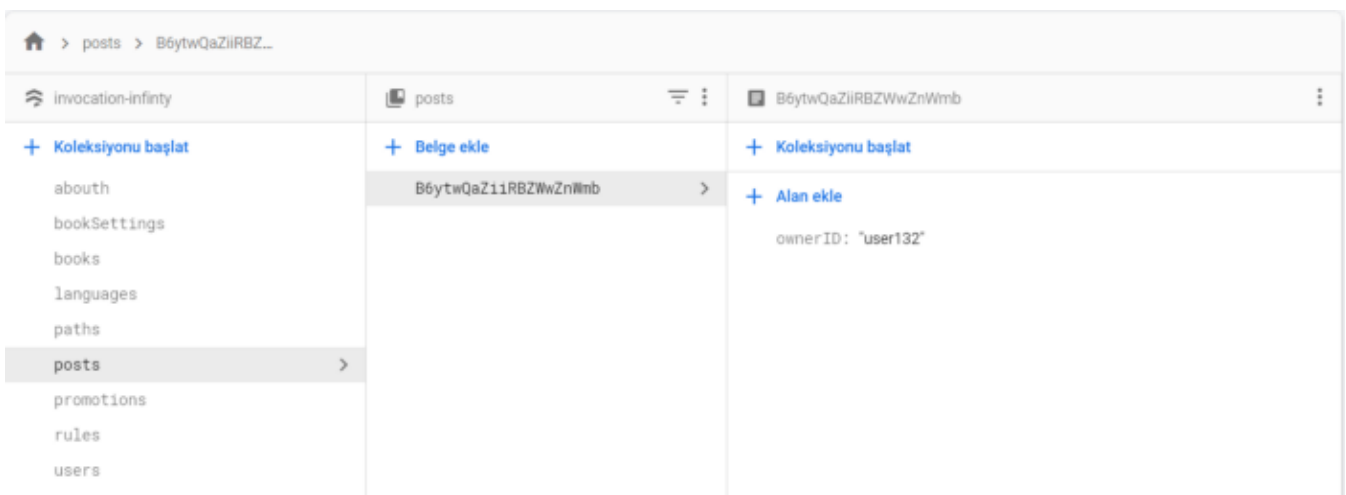 posts > B6ytwQaZiiRBZ...
invocation-infinty
Koleksiyonu başlat
abouth
bookSettings
books
languages
paths
posts
promotions
rules
users
posts
Belge ekle
B6ytwQaZiiRBZWwZnWmb
B6ytwQaZiiRBZWwZnWmb
Koleksiyonu başlat
Alan ekle
ownerID: "user132"